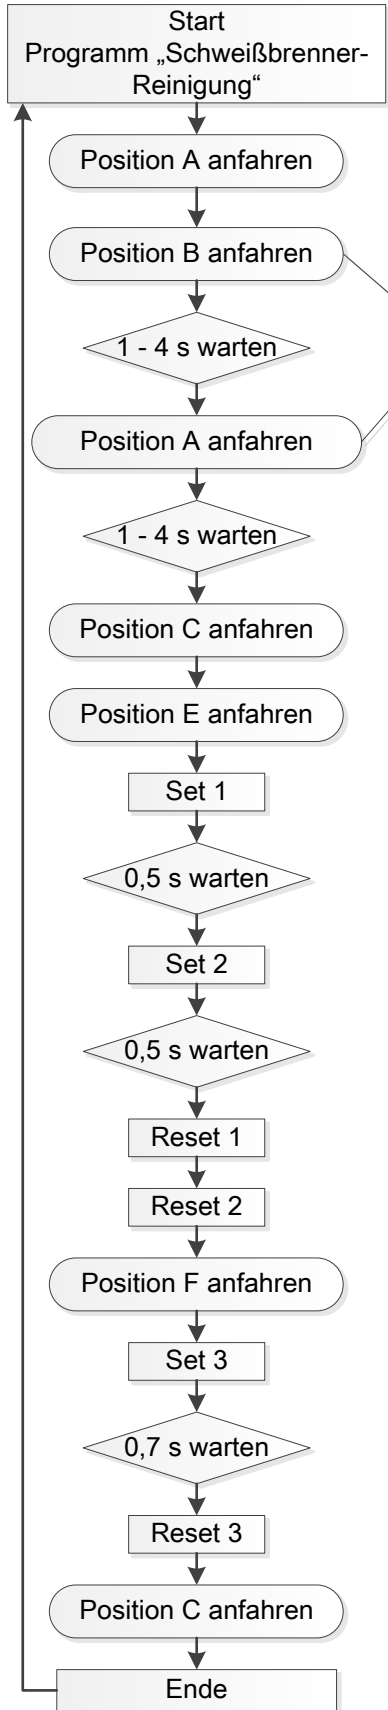 Start
Programm „Schweißbrenner-
Reinigung“
Position A anfahren
Position B anfahren
1 - 4 s warten
Position A anfahren
1 - 4 s warten
Position C anfahren
Position E anfahren
Set 1
0,5 s warten
Set 2
0,5 s warten
Reset 1
Reset 2
Position F anfahren
Set 3
0,7 s warten
Reset 3
Position C anfahren
Ende